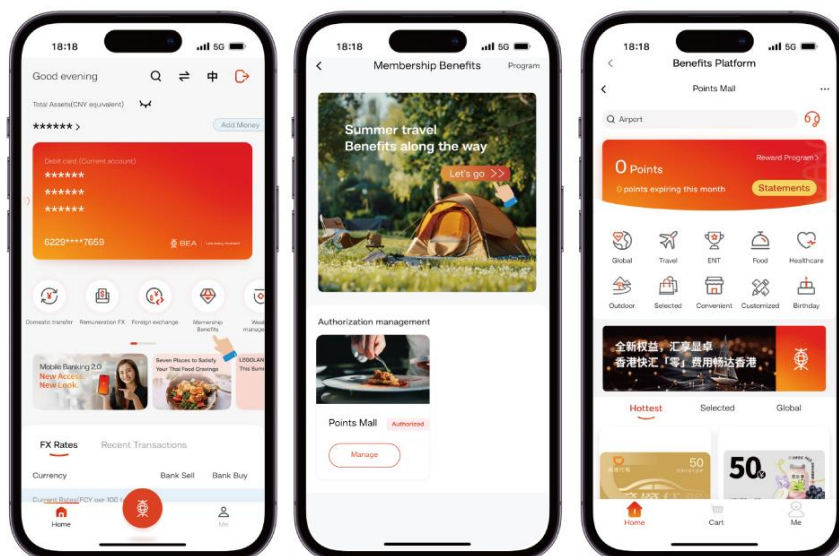 18:18
5G
Good evening
中
Total Assets(CNY equivalent)
****** >
Add Money
Debit card (Current account)
******
******
******
6229****7659
BEA
Domestic transfer
Remuneration FX
Foreign exchange
Membership
Benefits
Mobile Banking 2.0
New Access.
New Look.
Seven Places to Satisfy
Your Thai Food Cravings
LEGOLAN
This Sum
FX Rates
Recent Transactions
Currency
Bank Sell
Bank Buy
Home
Me
18:18
5G
Membership Benefits
Program
Summer travel
Benefits along the way
Let's go >>
Authorization management
Points Mall
Authorized
Manage
18:18
5G
Benefits Platform
Points Mall
Airport
0 Points
Reward Program>
0 points expiring this month
Statements
Global
Travel
ENT
Food
Healthcare
Outdoor
Selected
Convenient
Customized
Birthday
全新权益，汇享显卓
香港快汇「零」费用畅达香港
Hottest
Selected
Global
50
50
Home
Cart
Me